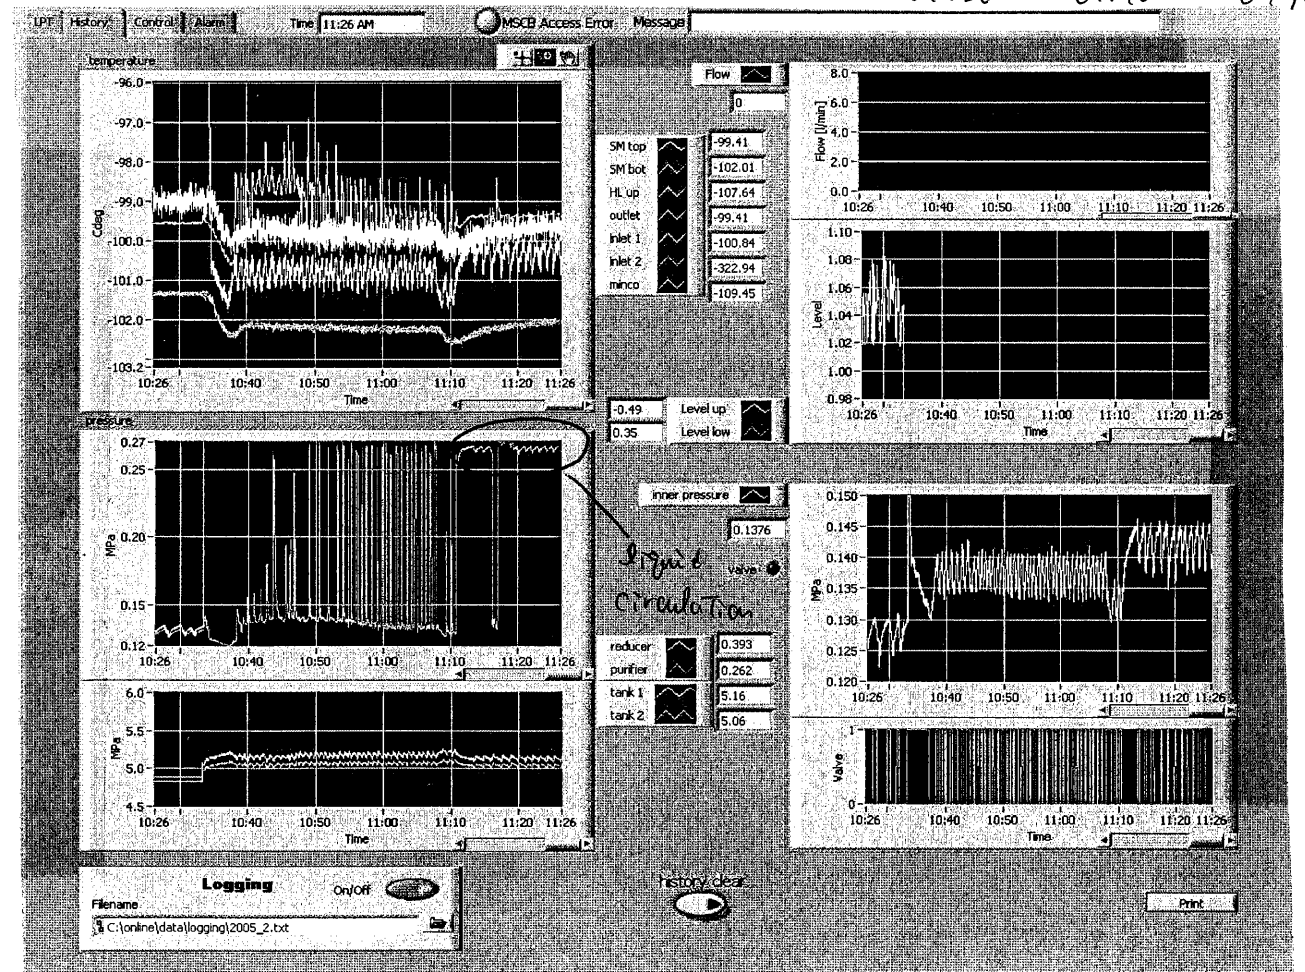 LPT History Control Alarm Time 11:26 AM MSCB Access Error Message
temperature
-96.0
-97.0
-98.0
-99.0
-100.0
-101.0
-102.0
-103.2
Cdeg
10:26 10:40 10:50 11:00 11:10 11:20 11:26
Time
Flow
0
SM top -99.41
SM bot -102.01
HL up -107.64
outlet -99.41
inlet 1 -100.84
inlet 2 -322.94
minco -109.45
8.0
6.0
4.0
2.0
0.0
Flow [l/min]
10:26 10:40 10:50 11:00 11:10 11:20 11:26
1.10
1.08
1.06
1.04
1.02
1.00
0.98
Level
10:26 10:40 10:50 11:00 11:10 11:20 11:26
Time
-0.49 Level up
0.35 Level low
pressure
0.27
0.25
0.20
0.15
0.12
MPa
10:26 10:40 10:50 11:00 11:10 11:20 11:26
liquid
circulation
inner pressure
0.1376
valve
reducer 0.393
purifier 0.262
tank 1 5.16
tank 2 5.06
0.150
0.145
0.140
0.135
0.130
0.125
0.120
MPa
10:26 10:40 10:50 11:00 11:10 11:20 11:26
6.0
5.5
5.0
4.5
MPa
10:26 10:40 10:50 11:00 11:10 11:20 11:26
Time
1
0
Valve
10:26 10:40 10:50 11:00 11:10 11:20 11:26
Time
Logging On/Off
Filename
C:\online\data\logging\2005_2.txt
history clear
Print